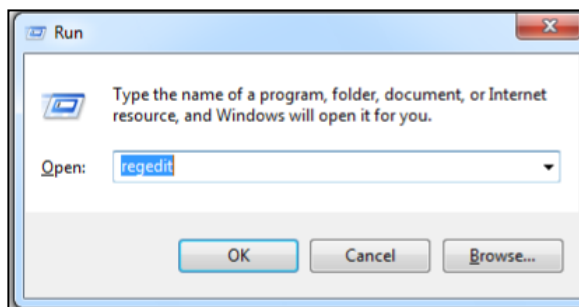 Run
Type the name of a program, folder, document, or Internet
resource, and Windows will open it for you.
Open: regedit
OK Cancel Browse...